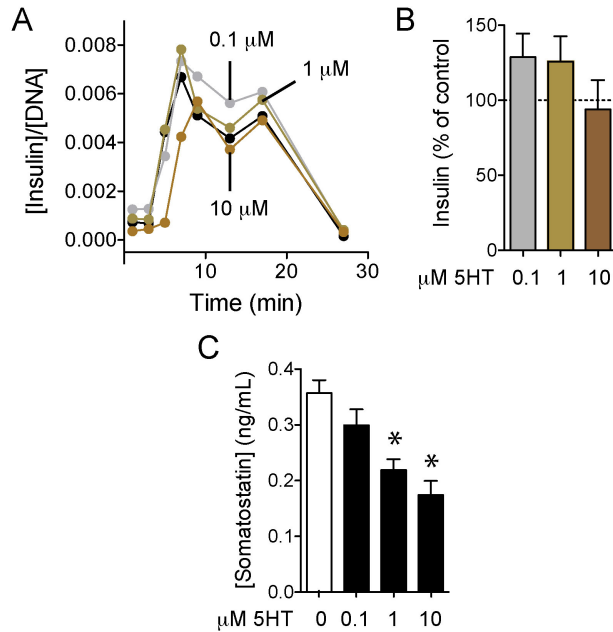 A
0.008
0.006
0.004
0.002
0.000
[Insulin]/[DNA]
0.1 μM
1 μM
10 μM
10 20 30
Time (min)
B
150
100
50
0
Insulin (% of control)
μM 5HT 0.1 1 10
C
0.4
0.3
0.2
0.1
0.0
[Somatostatin] (ng/mL)
* *
μM 5HT 0 0.1 1 10